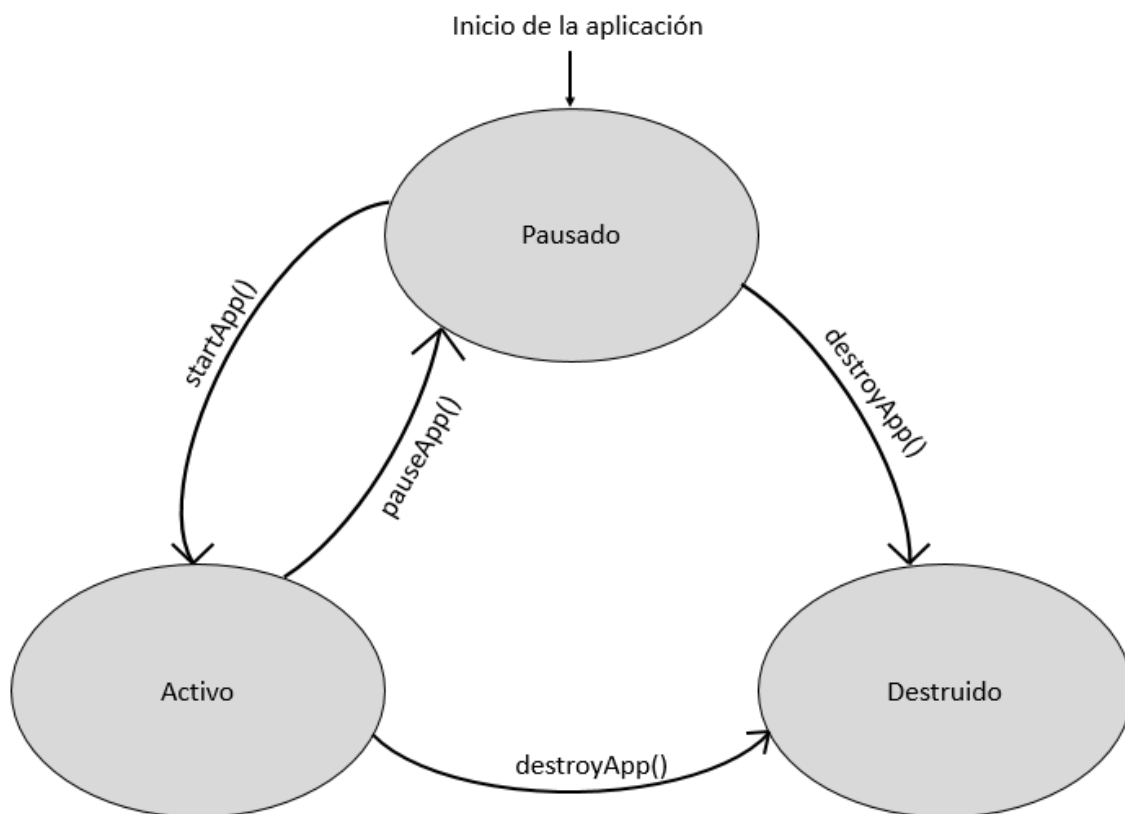 Inicio de la aplicación
Pausado
startApp()
pauseApp()
destroyApp()
Activo
Destruido
destroyApp()